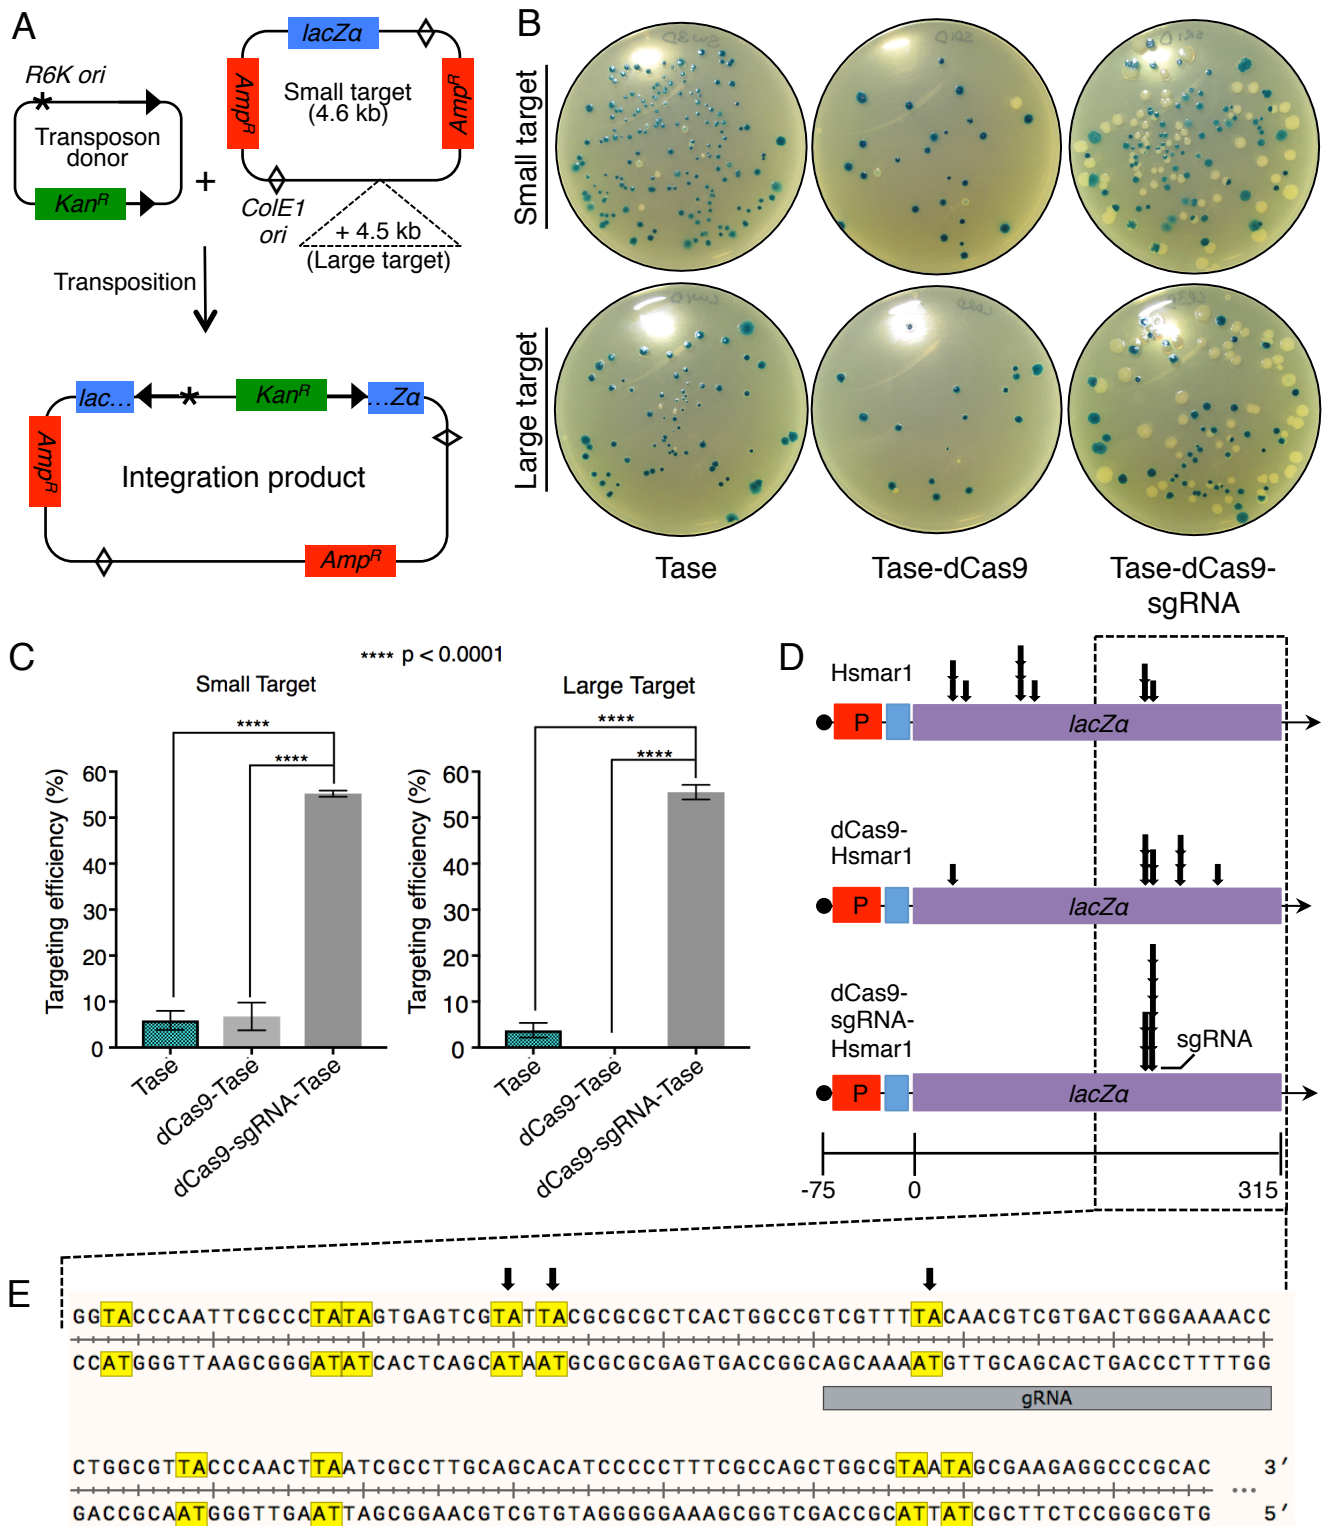 A
R6K ori
*
Transposon
donor
KanR
+
lacZα
AmpR
Small target
(4.6 kb)
AmpR
ColE1
ori
+ 4.5 kb
(Large target)
Transposition
lac...
*
KanR
...Zα
AmpR
Integration product
AmpR
B
Small target
Large target
Tase
Tase-dCas9
Tase-dCas9-
sgRNA
C
**** p < 0.0001
Small Target
Targeting efficiency (%)
60
50
40
30
20
10
0
****
****
Tase
dCas9-Tase
dCas9-sgRNA-Tase
Large Target
Targeting efficiency (%)
60
50
40
30
20
10
0
****
****
Tase
dCas9-Tase
dCas9-sgRNA-Tase
D
Hsmar1
P
lacZα
dCas9-
Hsmar1
P
lacZα
dCas9-
sgRNA-
Hsmar1
sgRNA
P
lacZα
-75
0
315
E
GGTACCCAATTCGCCCTATAGTGAGTCGTATTACGCGCGCTCACTGGCCGTCGTTTTACAACGTCGTGACTGGGAAAACC
CCATGGGTTAAGCGGGATATCACTCAGCATAATGCGCGCGAGTGACCGGCAGCAAAATGTTGCAGCACTGACCCTTTTGG
gRNA
CTGGCGTTACCCAACTTAATCGCCTTGCAGCACATCCCCCTTTCGCCAGCTGGCGTAATAGCGAAGAGGCCCGCAC 3′
GACCGCAATGGGTTGAATTAGCGGAACGTCGTGTAGGGGGAAAGCGGTCGACCGCATTATCGCTTCTCCGGGCGTG ... 5′